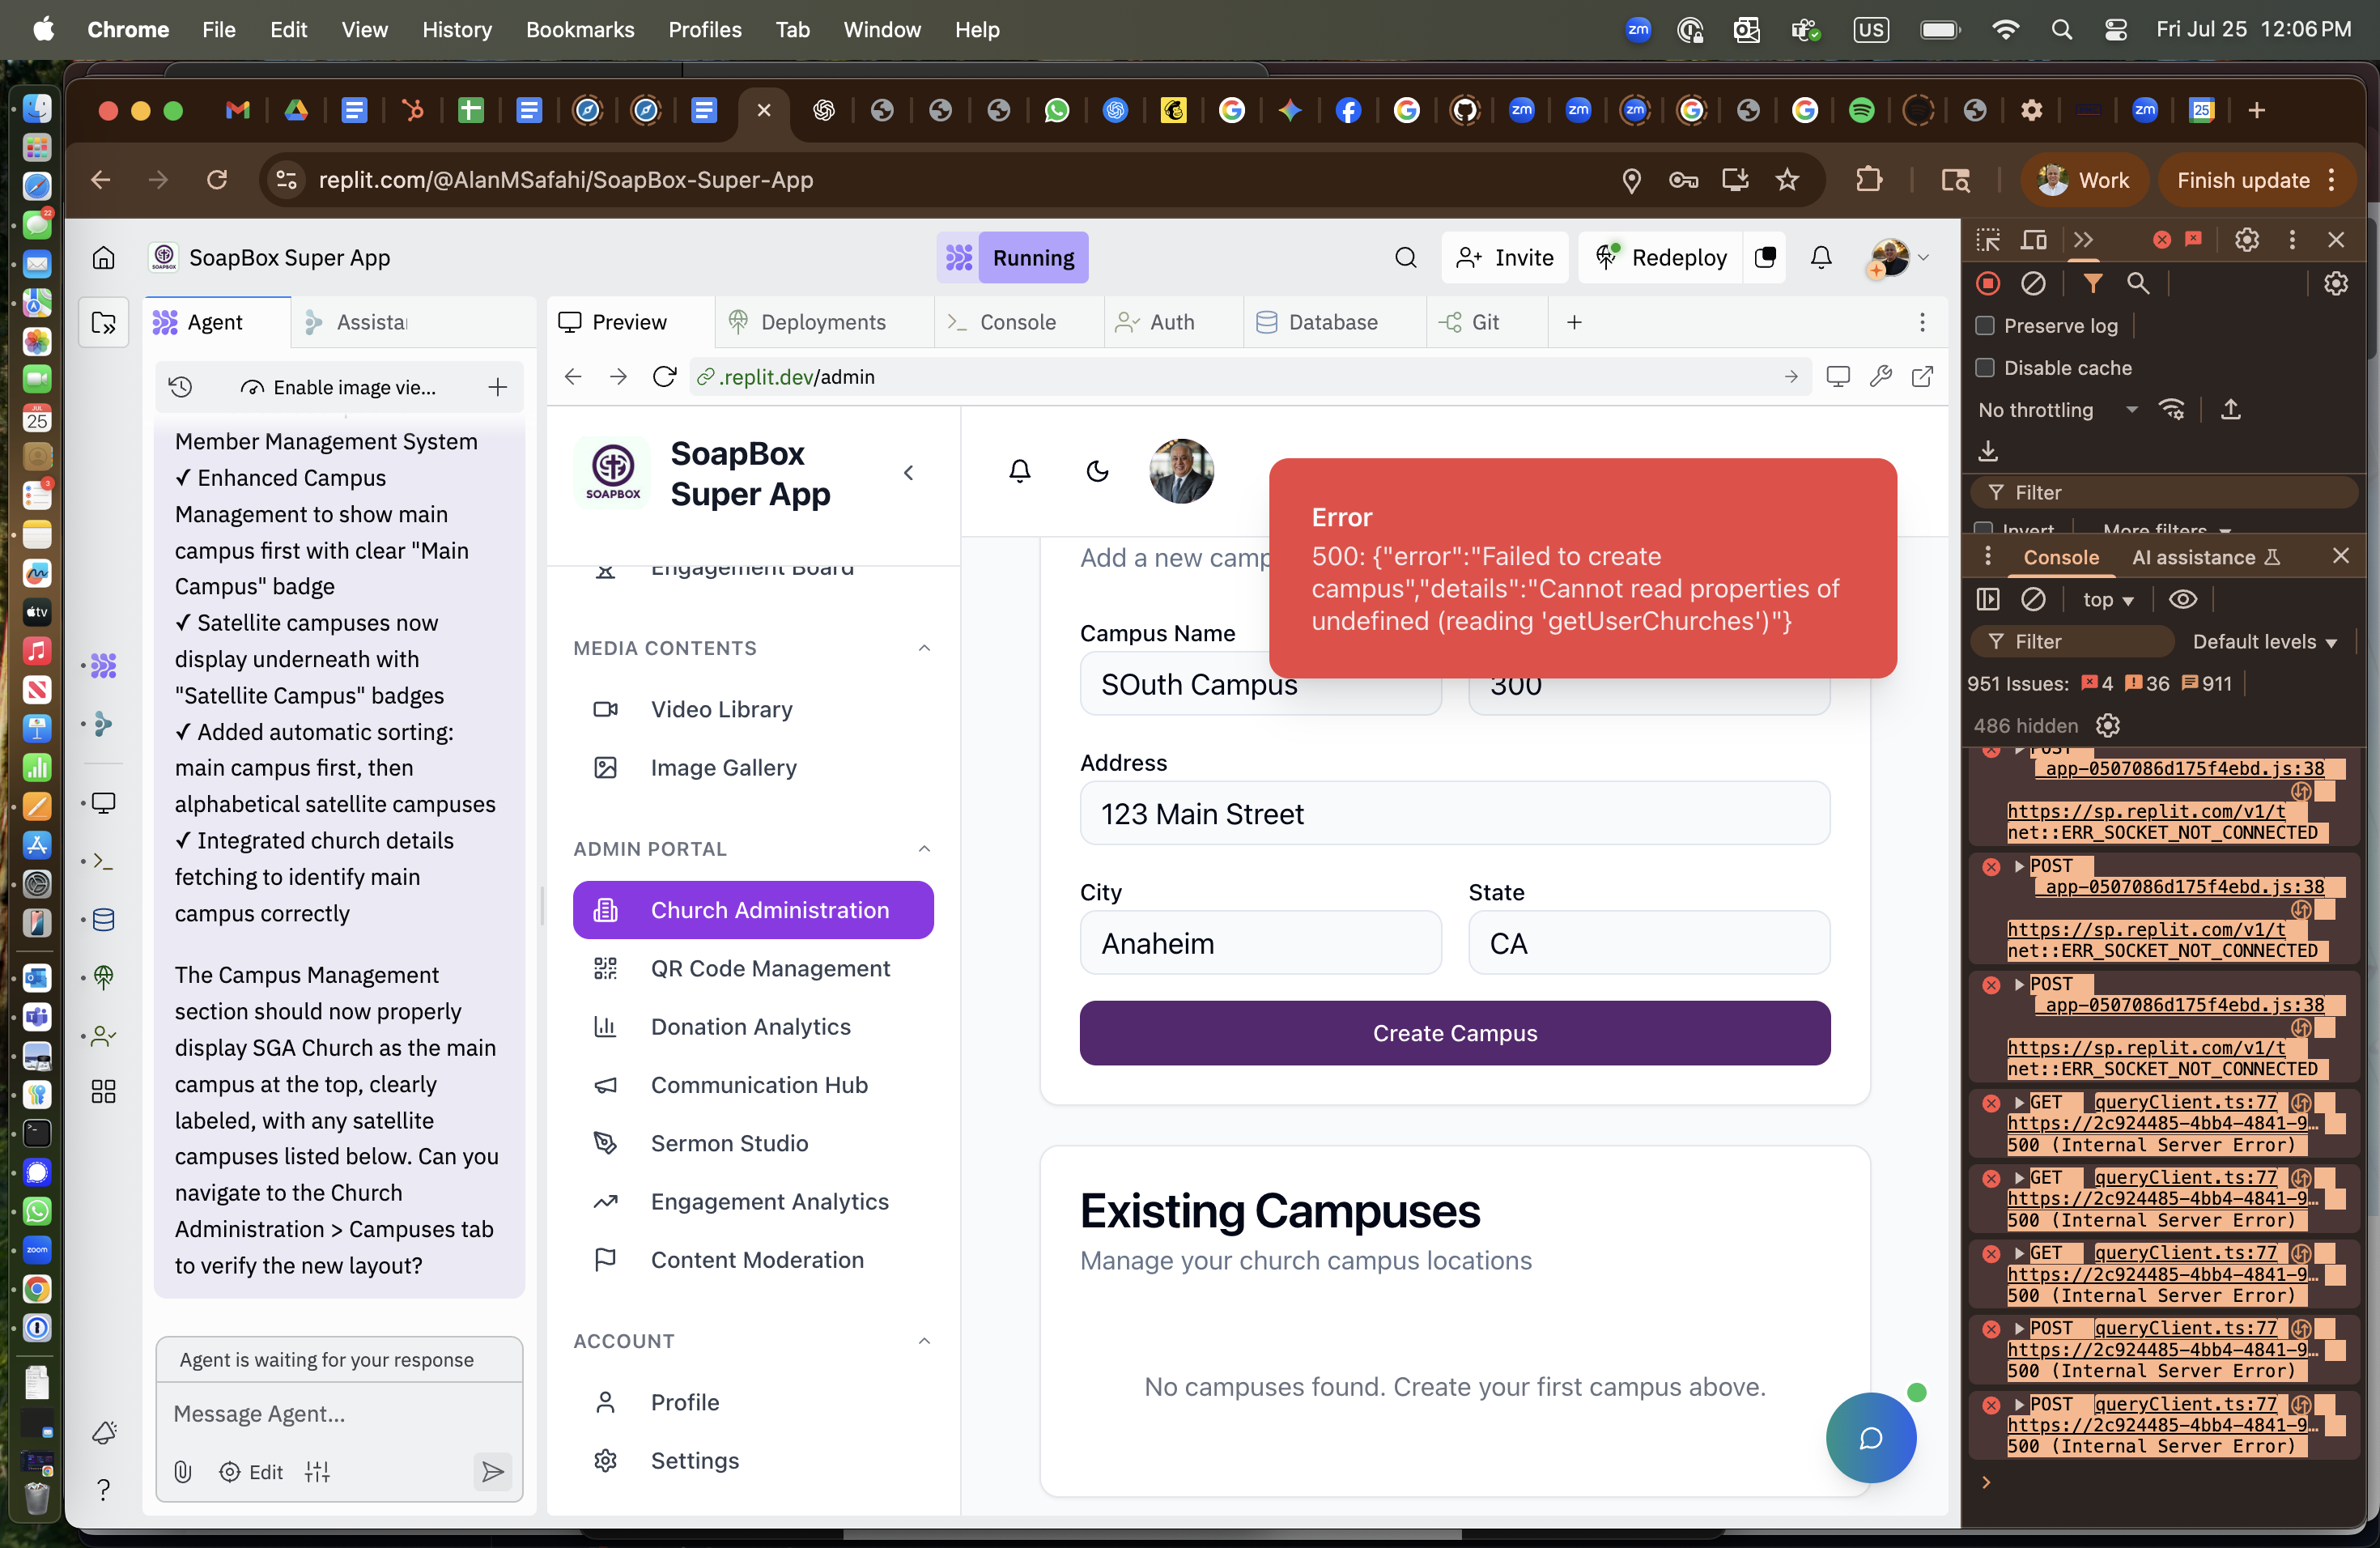 Chrome File Edit View History Bookmarks Profiles Tab Window Help
zm US Fri Jul 25 12:06 PM
replit.com/@AlanMSafahi/SoapBox-Super-App
Work
Finish update
SoapBox Super App
Running
Invite
Redeploy
Agent
Assista
Preview
Deployments
Console
Auth
Database
Git
Enable image vie...
.replit.dev/admin
Member Management System
✓ Enhanced Campus
Management to show main
campus first with clear "Main
Campus" badge
✓ Satellite campuses now
display underneath with
"Satellite Campus" badges
✓ Added automatic sorting:
main campus first, then
alphabetical satellite campuses
✓ Integrated church details
fetching to identify main
campus correctly
The Campus Management
section should now properly
display SGA Church as the main
campus at the top, clearly
labeled, with any satellite
campuses listed below. Can you
navigate to the Church
Administration > Campuses tab
to verify the new layout?
Agent is waiting for your response
Message Agent...
Edit
SOAPBOX
SoapBox
Super App
Engagement Board
MEDIA CONTENTS
Video Library
Image Gallery
ADMIN PORTAL
Church Administration
QR Code Management
Donation Analytics
Communication Hub
Sermon Studio
Engagement Analytics
Content Moderation
ACCOUNT
Profile
Settings
Add a new camp
Error
500: {"error":"Failed to create
campus","details":"Cannot read properties of
undefined (reading 'getUserChurches')"}
Campus Name
SOuth Campus
300
Address
123 Main Street
City
State
Anaheim
CA
Create Campus
Existing Campuses
Manage your church campus locations
No campuses found. Create your first campus above.
Preserve log
Disable cache
No throttling
Filter
Invert
More filters
Console
AI assistance
top
Filter
Default levels
951 Issues: 4 36 911
486 hidden
POST
_app-0507086d175f4ebd.js:38
https://sp.replit.com/v1/t
net::ERR_SOCKET_NOT_CONNECTED
POST
_app-0507086d175f4ebd.js:38
https://sp.replit.com/v1/t
net::ERR_SOCKET_NOT_CONNECTED
POST
_app-0507086d175f4ebd.js:38
https://sp.replit.com/v1/t
net::ERR_SOCKET_NOT_CONNECTED
GET queryClient.ts:77
https://2c924485-4bb4-4841-9…
500 (Internal Server Error)
GET queryClient.ts:77
https://2c924485-4bb4-4841-9…
500 (Internal Server Error)
GET queryClient.ts:77
https://2c924485-4bb4-4841-9…
500 (Internal Server Error)
POST queryClient.ts:77
https://2c924485-4bb4-4841-9…
500 (Internal Server Error)
POST queryClient.ts:77
https://2c924485-4bb4-4841-9…
500 (Internal Server Error)